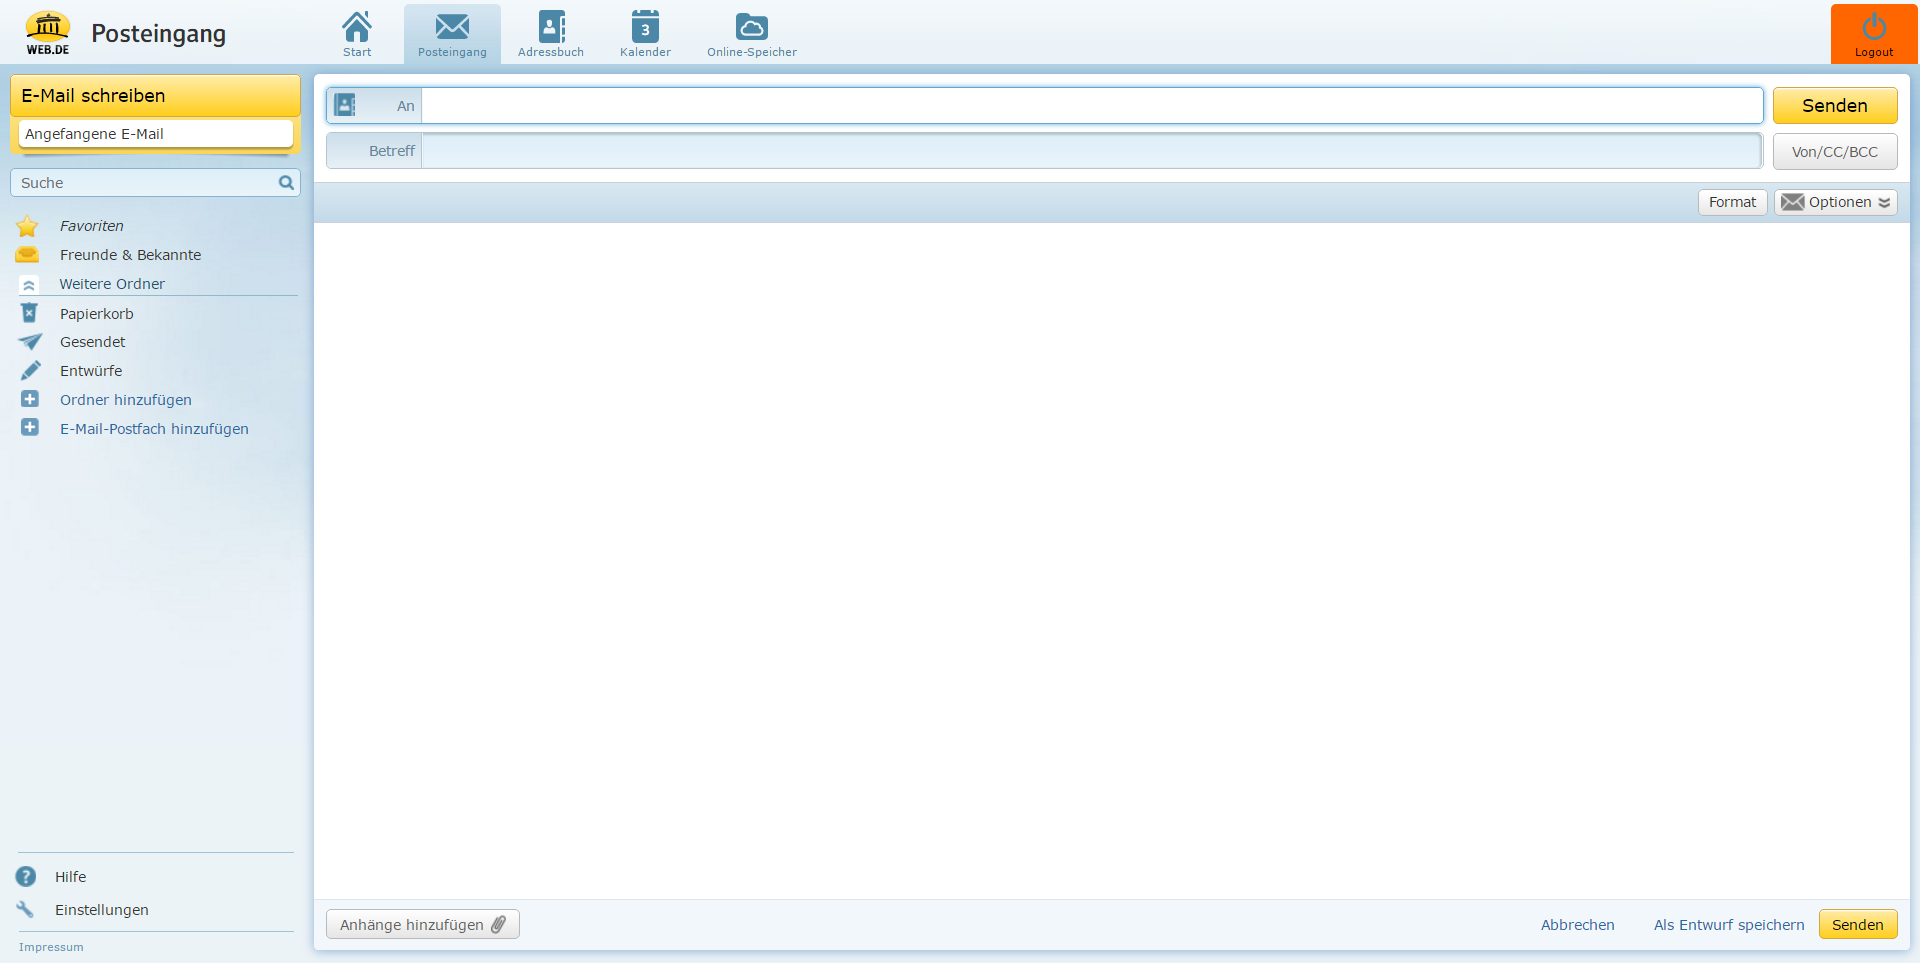 WEB.DE
Posteingang
Start
Posteingang
Adressbuch
3
Kalender
Online-Speicher
Logout
E-Mail schreiben
Angefangene E-Mail
Suche
Favoriten
Freunde & Bekannte
Weitere Ordner
Papierkorb
Gesendet
Entwürfe
Ordner hinzufügen
E-Mail-Postfach hinzufügen
Hilfe
Einstellungen
Impressum
An
Senden
Betreff
Von/CC/BCC
Format
Optionen
Anhänge hinzufügen
Abbrechen
Als Entwurf speichern
Senden